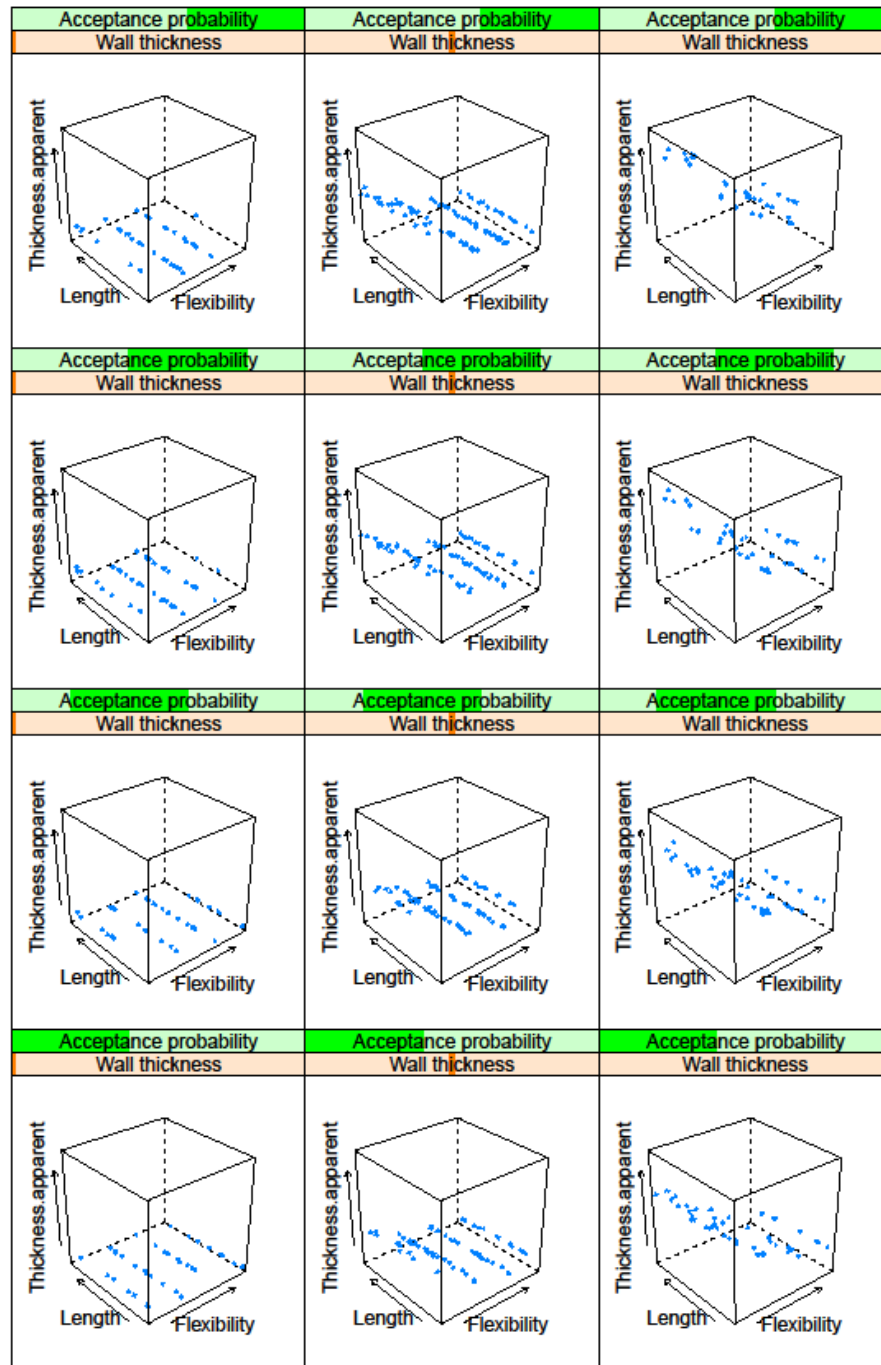 Acceptance probability Acceptance probability Acceptance probability
Wall thickness Wall thickness Wall thickness
Thickness.apparent Thickness.apparent Thickness.apparent
Length Flexibility Length Flexibility Length Flexibility
Acceptance probability Acceptance probability Acceptance probability
Wall thickness Wall thickness Wall thickness
Thickness.apparent Thickness.apparent Thickness.apparent
Length Flexibility Length Flexibility Length Flexibility
Acceptance probability Acceptance probability Acceptance probability
Wall thickness Wall thickness Wall thickness
Thickness.apparent Thickness.apparent Thickness.apparent
Length Flexibility Length Flexibility Length Flexibility
Acceptance probability Acceptance probability Acceptance probability
Wall thickness Wall thickness Wall thickness
Thickness.apparent Thickness.apparent Thickness.apparent
Length Flexibility Length Flexibility Length Flexibility